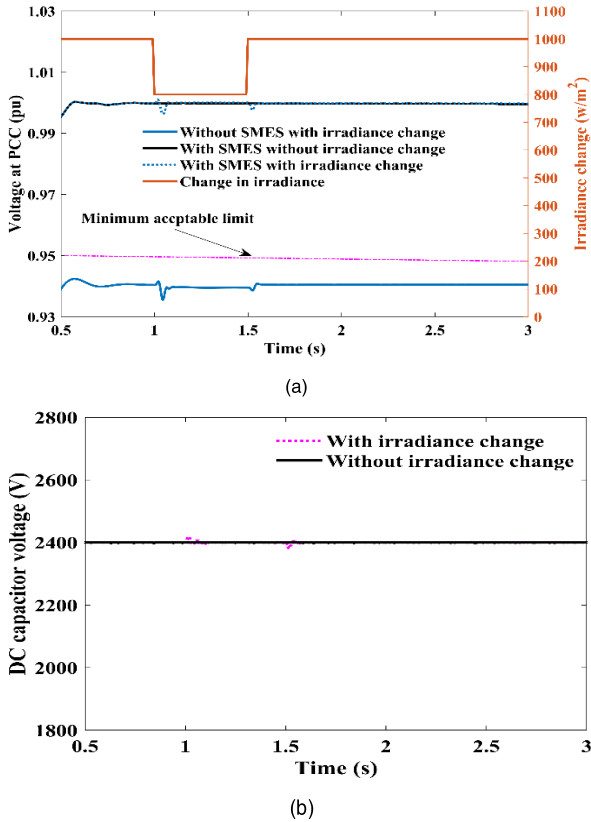 Voltage at PCC (pu)
1.03
1.01
0.99
0.97
0.95
0.93
1100
1000
900
800
700
600
500
400
300
200
100
0
Irradiance change (w/m²)
Without SMES with irradiance change
With SMES without irradiance change
With SMES with irradiance change
Change in irradiance
Minimum accptable limit
0.5 1 1.5 2 2.5 3
Time (s)
(a)
DC capacitor voltage (V)
2800
2600
2400
2200
2000
1800
With irradiance change
Without irradiance change
0.5 1 1.5 2 2.5 3
Time (s)
(b)